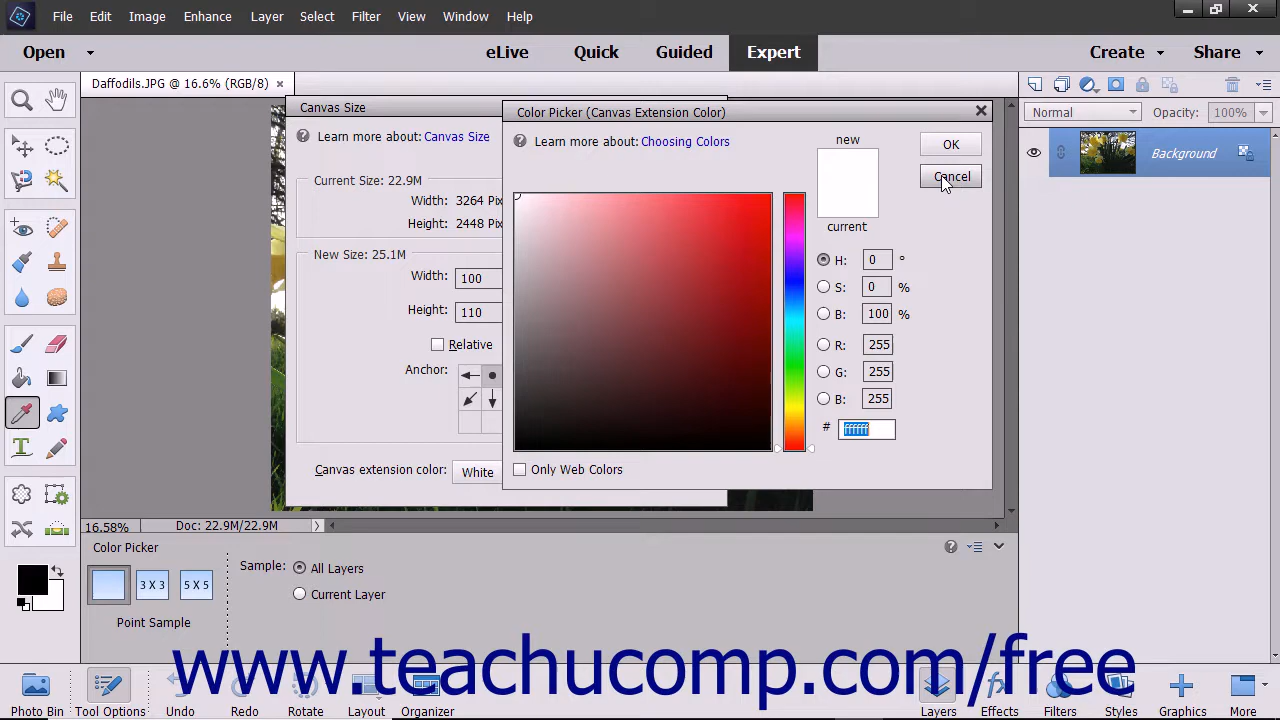 File Edit Image Enhance Layer Select Filter View Window Help
Open eLive Quick Guided Expert Create Share
Daffodils.JPG @ 16.6% (RGB/8) ×
Normal Opacity: 100%
Background
Canvas Size
Learn more about: Canvas Size
Current Size: 22.9M
Width: 3264 Pix
Height: 2448 Pix
New Size: 25.1M
Width: 100
Height: 110
Relative
Anchor:
Canvas extension color: White
Color Picker (Canvas Extension Color)
Learn more about: Choosing Colors
new
current
OK
Cancel
H: 0 °
S: 0 %
B: 100 %
R: 255
G: 255
B: 255
# ffffff
Only Web Colors
16.58% Doc: 22.9M/22.9M
Color Picker
3 X 3 5 X 5
Point Sample
Sample: All Layers
Current Layer
www.teachucomp.com/free
Photo Bin Tool Options Undo Redo Rotate Layout Organizer Layers Effects Filters Styles Graphics More